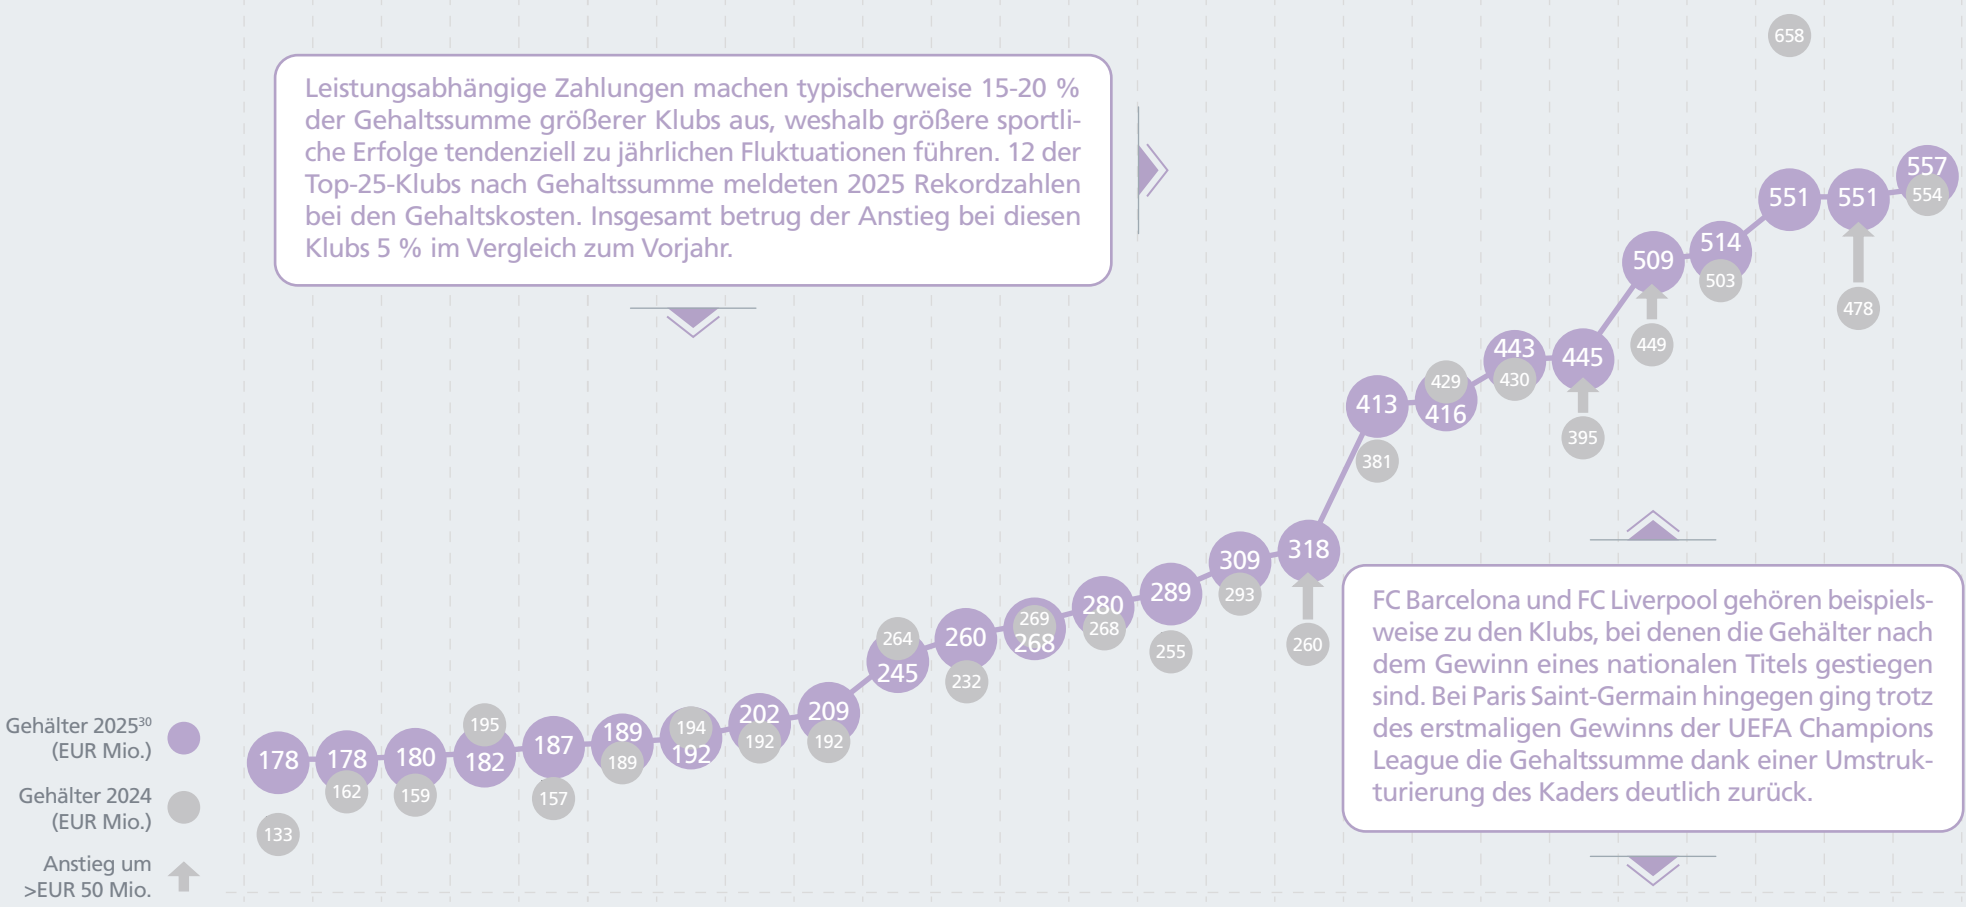 Leistungsabhängige Zahlungen machen typischerweise 15-20 %
der Gehaltssumme größerer Klubs aus, weshalb größere sportli-
che Erfolge tendenziell zu jährlichen Fluktuationen führen. 12 der
Top-25-Klubs nach Gehaltssumme meldeten 2025 Rekordzahlen
bei den Gehaltskosten. Insgesamt betrug der Anstieg bei diesen
Klubs 5 % im Vergleich zum Vorjahr.
178
133
178
162
180
159
195
182
187
157
189
189
194
192
202
192
209
192
264
245
260
232
269
268
280
268
289
255
309
293
318
260
413
381
429
416
443
430
445
395
509
449
514
503
658
551
551
478
557
554
FC Barcelona und FC Liverpool gehören beispiels-
weise zu den Klubs, bei denen die Gehälter nach
dem Gewinn eines nationalen Titels gestiegen
sind. Bei Paris Saint-Germain hingegen ging trotz
des erstmaligen Gewinns der UEFA Champions
League die Gehaltssumme dank einer Umstruk-
turierung des Kaders deutlich zurück.
Gehälter 2025³⁰
(EUR Mio.)
Gehälter 2024
(EUR Mio.)
Anstieg um
>EUR 50 Mio.